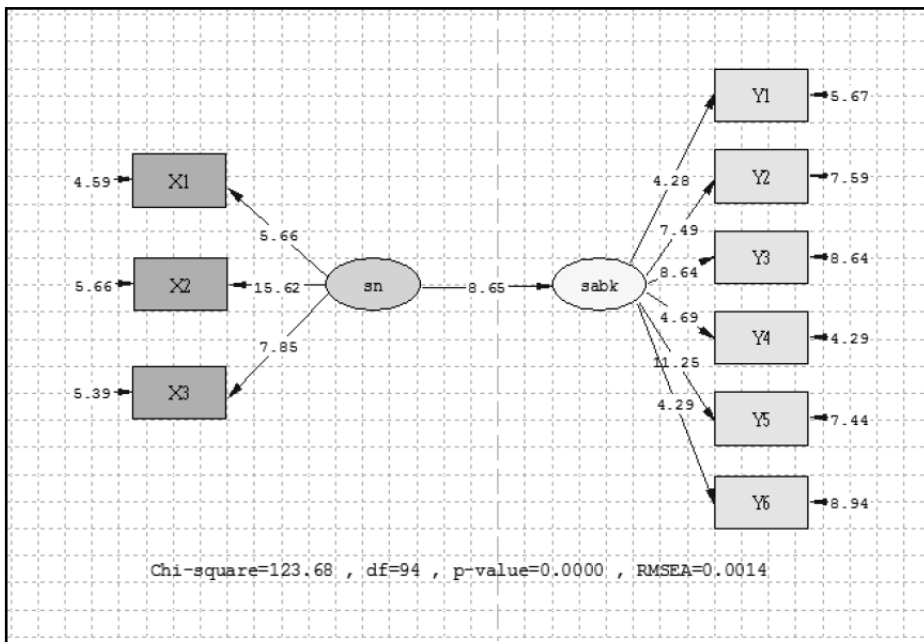 Y1
5.67
4.59
X1
4.28
Y2
7.59
5.66
7.49
5.66
X2
15.62
sn
8.65
sabk
8.64
Y3
8.64
4.69
Y4
4.29
7.85
11.25
5.39
X3
4.29
Y5
7.44
Y6
8.94
Chi-square=123.68 , df=94 , p-value=0.0000 , RMSEA=0.0014